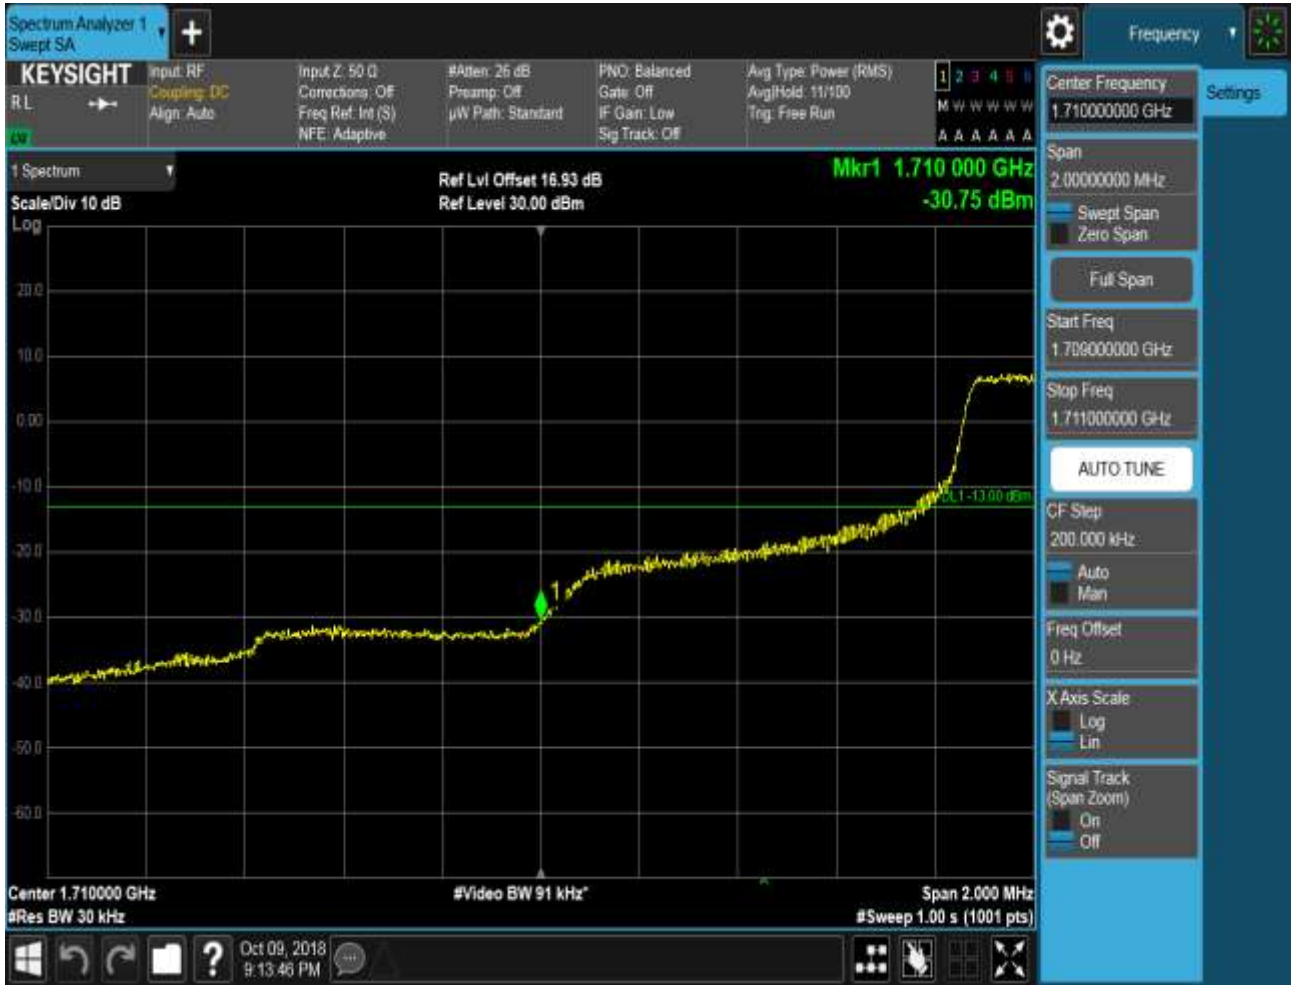 Spectrum Analyzer 1
Swept SA
+
Frequency
KEYSIGHT
RL
LW
Input: RF
Coupling: DC
Align: Auto
Input Z: 50 Ω
Corrections: Off
Freq Ref: Int (S)
NFE: Adaptive
#Atten: 26 dB
Preamp: Off
µW Path: Standard
PNO: Balanced
Gate: Off
IF Gain: Low
Sig Track: Off
Avg Type: Power (RMS)
Avg|Hold: 11/100
Trig: Free Run
1 2 3 4 5 6
M W W W W W
A A A A A A
1 Spectrum
Scale/Div 10 dB
Log
Ref Lvl Offset 16.93 dB
Ref Level 30.00 dBm
Mkr1 1.710 000 GHz
-30.75 dBm
20.0
10.0
0.00
-10.0
-20.0
-30.0
-40.0
-50.0
-60.0
DL1 -13.00 dBm
1
Center 1.710000 GHz
#Res BW 30 kHz
#Video BW 91 kHz*
Span 2.000 MHz
#Sweep 1.00 s (1001 pts)
Center Frequency
1.710000000 GHz
Settings
Span
2.00000000 MHz
Swept Span
Zero Span
Full Span
Start Freq
1.709000000 GHz
Stop Freq
1.711000000 GHz
AUTO TUNE
CF Step
200.000 kHz
Auto
Man
Freq Offset
0 Hz
X Axis Scale
Log
Lin
Signal Track
(Span Zoom)
On
Off
?
Oct 09, 2018
9:13:46 PM